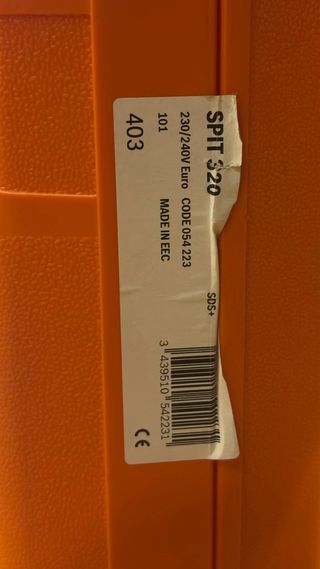 SPIT 320
SDS+
230/240V Euro CODE 054 223
101 MADE IN EEC
403
3 439510 542231
CE